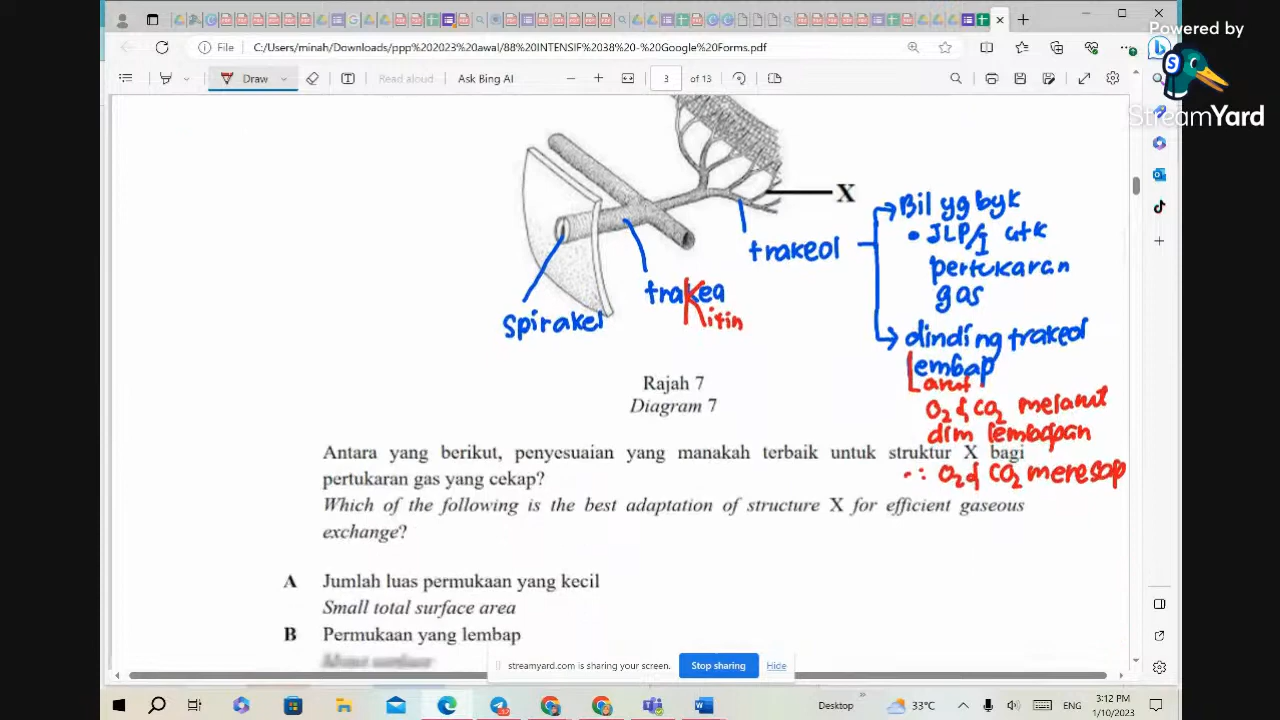 Powered by
StreamYard
File
C:/Users/minah/Downloads/ppp%202023%20awal/88%20INTENSIF%2038%20-%20Google%20Forms.pdf
Draw
Read aloud
Ask Bing AI
3
of 13
X
Bil yg byk
• JLP/I utk
pertukaran
gas
trakeol
trakea
Kitin
Spirakel
dinding trakeol
lembap
Larut
O2 & CO2 melarut
dlm lembapan
∴ O2 & CO2 meresap
Rajah 7
Diagram 7
Antara yang berikut, penyesuaian yang manakah terbaik untuk struktur X bagi
pertukaran gas yang cekap?
Which of the following is the best adaptation of structure X for efficient gaseous
exchange?
A Jumlah luas permukaan yang kecil
Small total surface area
B Permukaan yang lembap
Moist surface
streamyard.com is sharing your screen.
Stop sharing
Hide
Desktop
33°C
ENG
3:12 PM
1/10/2023